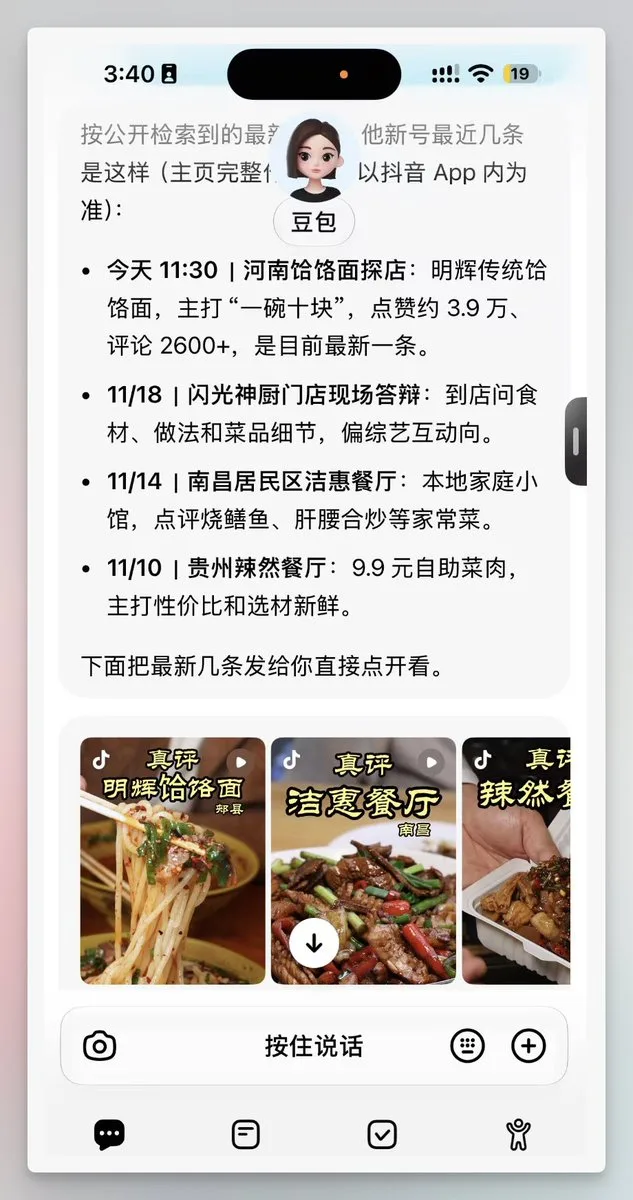 3:40
19
按公开检索到的最新
他新号最近几条
是这样（主页完整
以抖音 App 内为
准）：
豆包
• 今天 11:30 | 河南饸饹面探店：明辉传统饸
饹面，主打 “一碗十块”，点赞约 3.9 万、
评论 2600+，是目前最新一条。
• 11/18 | 闪光神厨门店现场答辩：到店问食
材、做法和菜品细节，偏综艺互动向。
• 11/14 | 南昌居民区洁惠餐厅：本地家庭小
馆，点评烧鳝鱼、肝腰合炒等家常菜。
• 11/10 | 贵州辣然餐厅：9.9 元自助菜肉，
主打性价比和选材新鲜。
下面把最新几条发给你直接点开看。
真评
明辉饸饹面
郏县
真评
洁惠餐厅
南昌
真评
辣然餐
按住说话